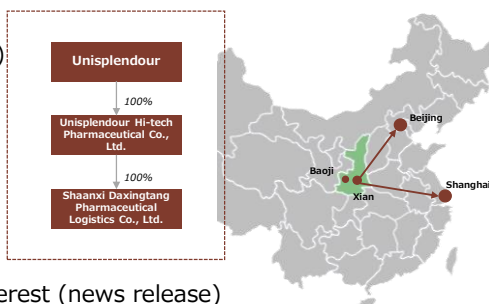 )
Unisplendour
100%
Unisplendour Hi-tech
Pharmaceutical Co.,
Ltd.
100%
Shaanxi Daxingtang
Pharmaceutical
Logistics Co., Ltd.
Beijing
Baoji
Xian
Shanghai
erest (news release)